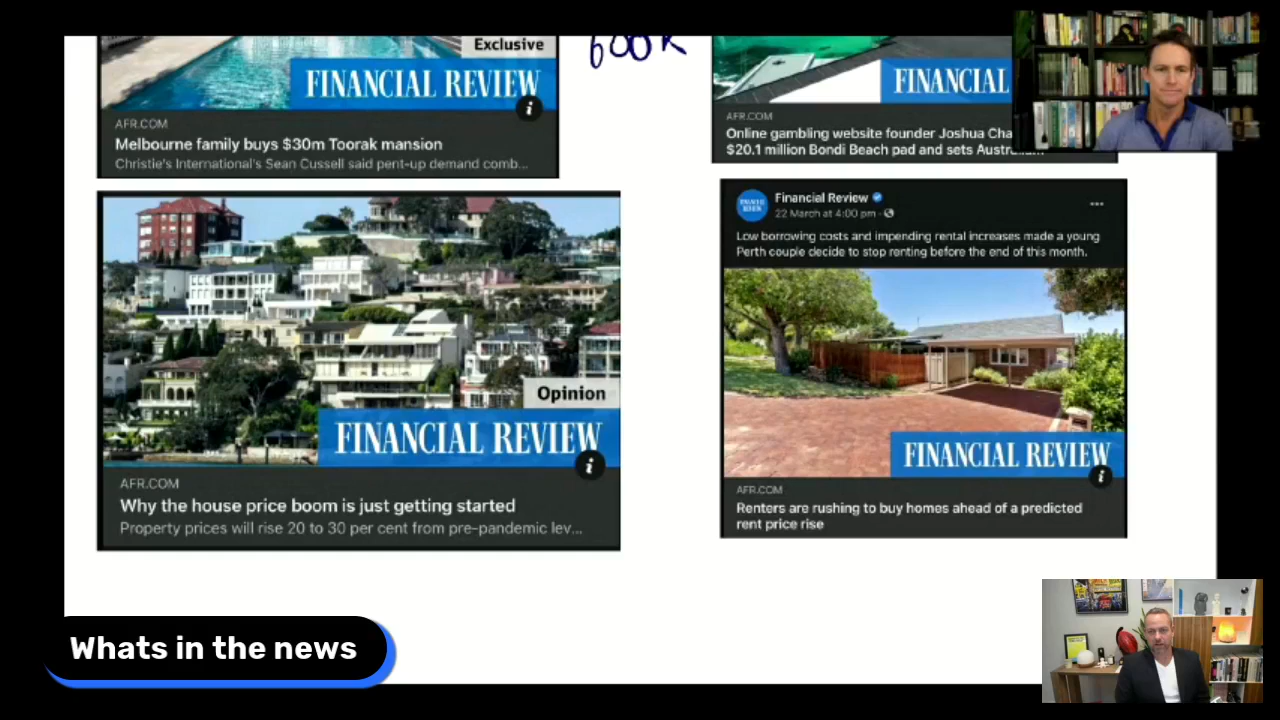 Exclusive
FINANCIAL REVIEW
AFR.COM
Melbourne family buys $30m Toorak mansion
Christie's International's Sean Cussell said pent-up demand comb...
600K
FINANCIAL
AFR.COM
Online gambling website founder Joshua Cha
$20.1 million Bondi Beach pad and sets
Opinion
FINANCIAL REVIEW
AFR.COM
Why the house price boom is just getting started
Property prices will rise 20 to 30 per cent from pre-pandemic lev...
Financial Review
22 March at 4:00 pm ·
Low borrowing costs and impending rental increases made a young
Perth couple decide to stop renting before the end of this month.
FINANCIAL REVIEW
AFR.COM
Renters are rushing to buy homes ahead of a predicted
rent price rise
Whats in the news